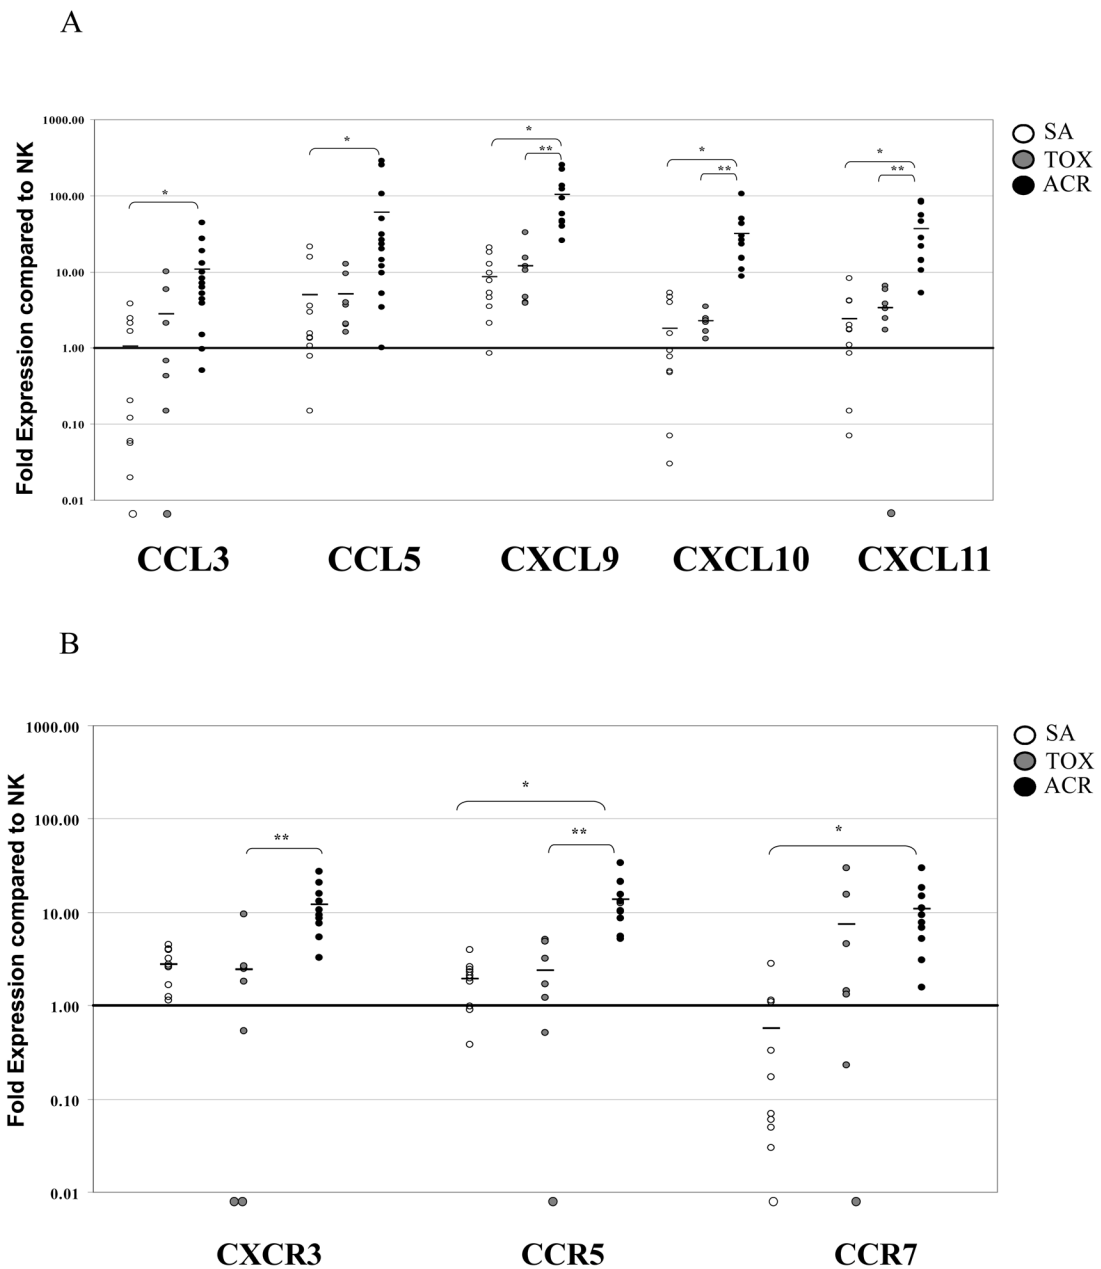 A
1000.00
100.00
10.00
1.00
0.10
0.01
Fold Expression compared to NK
* * * ** * ** * **
SA
TOX
ACR
CCL3 CCL5 CXCL9 CXCL10 CXCL11
B
1000.00
100.00
10.00
1.00
0.10
0.01
Fold Expression compared to NK
** * ** *
SA
TOX
ACR
CXCR3 CCR5 CCR7